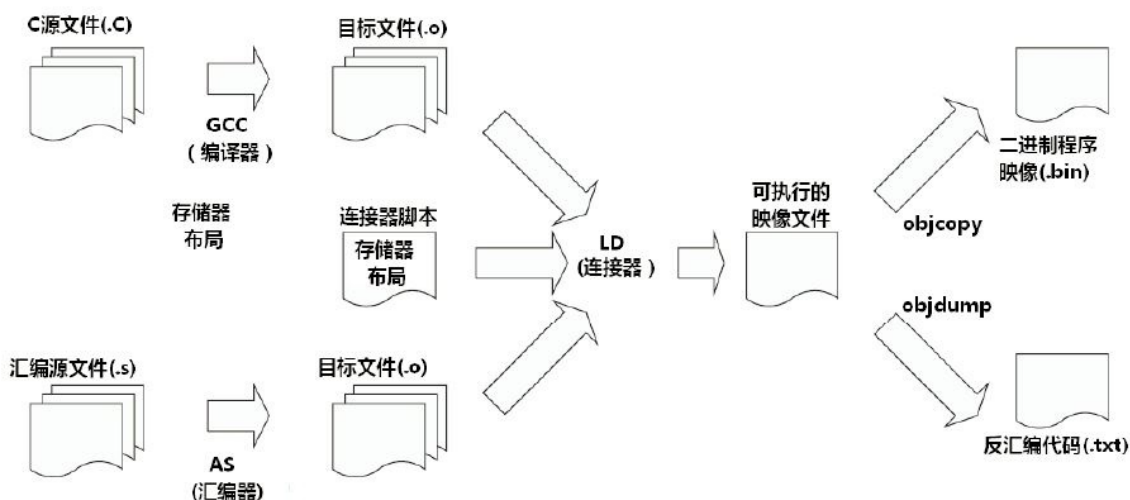 C源文件(.C)
目标文件(.o)
GCC
(编译器)
二进制程序
映像(.bin)
存储器
布局
连接器脚本
存储器
布局
LD
(连接器)
可执行的
映像文件
objcopy
objdump
汇编源文件(.s)
目标文件(.o)
AS
(汇编器)
反汇编代码(.txt)